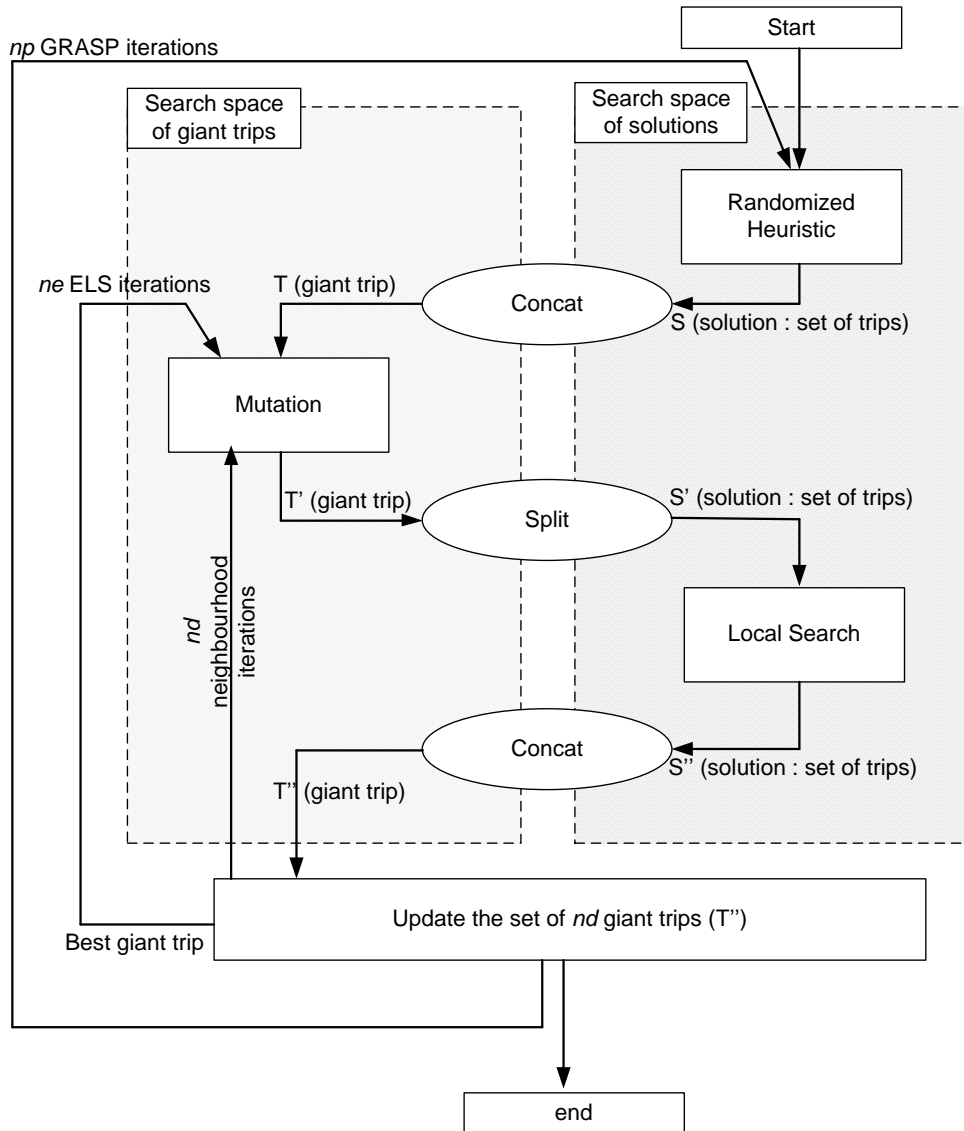 Start
np GRASP iterations
Search space
of giant trips
Search space
of solutions
Randomized
Heuristic
ne ELS iterations
T (giant trip)
Concat
S (solution : set of trips)
Mutation
T' (giant trip)
Split
S' (solution : set of trips)
nd
neighbourhood
iterations
Local Search
Concat
S'' (solution : set of trips)
T'' (giant trip)
Update the set of nd giant trips (T'')
Best giant trip
end